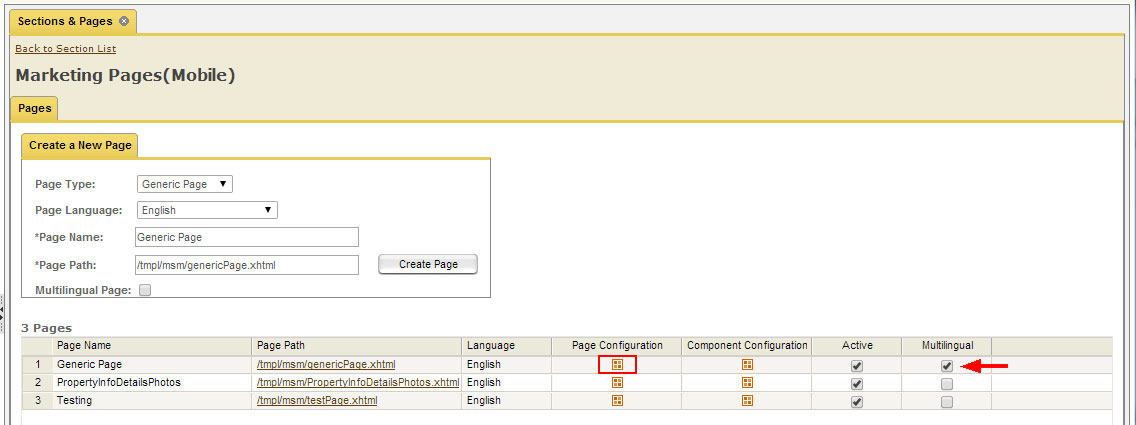 Sections & Pages
Back to Section List
Marketing Pages(Mobile)
Pages
Create a New Page
Page Type: Generic Page
Page Language: English
*Page Name: Generic Page
*Page Path: /tmpl/msm/genericPage.xhtml Create Page
Multilingual Page:
3 Pages
Page Name Page Path Language Page Configuration Component Configuration Active Multilingual
1 Generic Page /tmpl/msm/genericPage.xhtml English
2 PropertyInfoDetailsPhotos /tmpl/msm/PropertyInfoDetailsPhotos.xhtml English
3 Testing /tmpl/msm/testPage.xhtml English